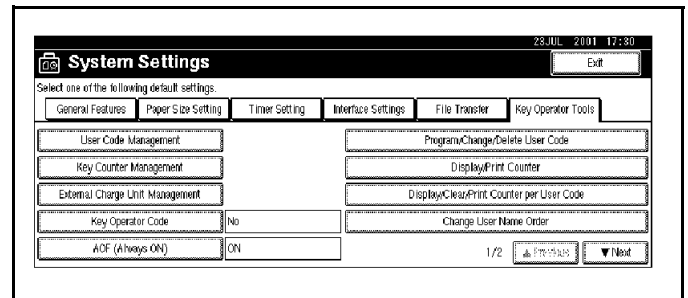 23JUL 2001 17:30
System Settings
Exit
Select one of the following default settings.
General Features Paper Size Setting Timer Setting Interface Settings File Transfer Key Operator Tools
User Code Management Program/Change/Delete User Code
Key Counter Management Display/Print Counter
External Charge Unit Management Display/Clear/Print Counter per User Code
Key Operator Code No Change User Name Order
AOF (Always ON) ON 1/2 ▲Previous ▼Next